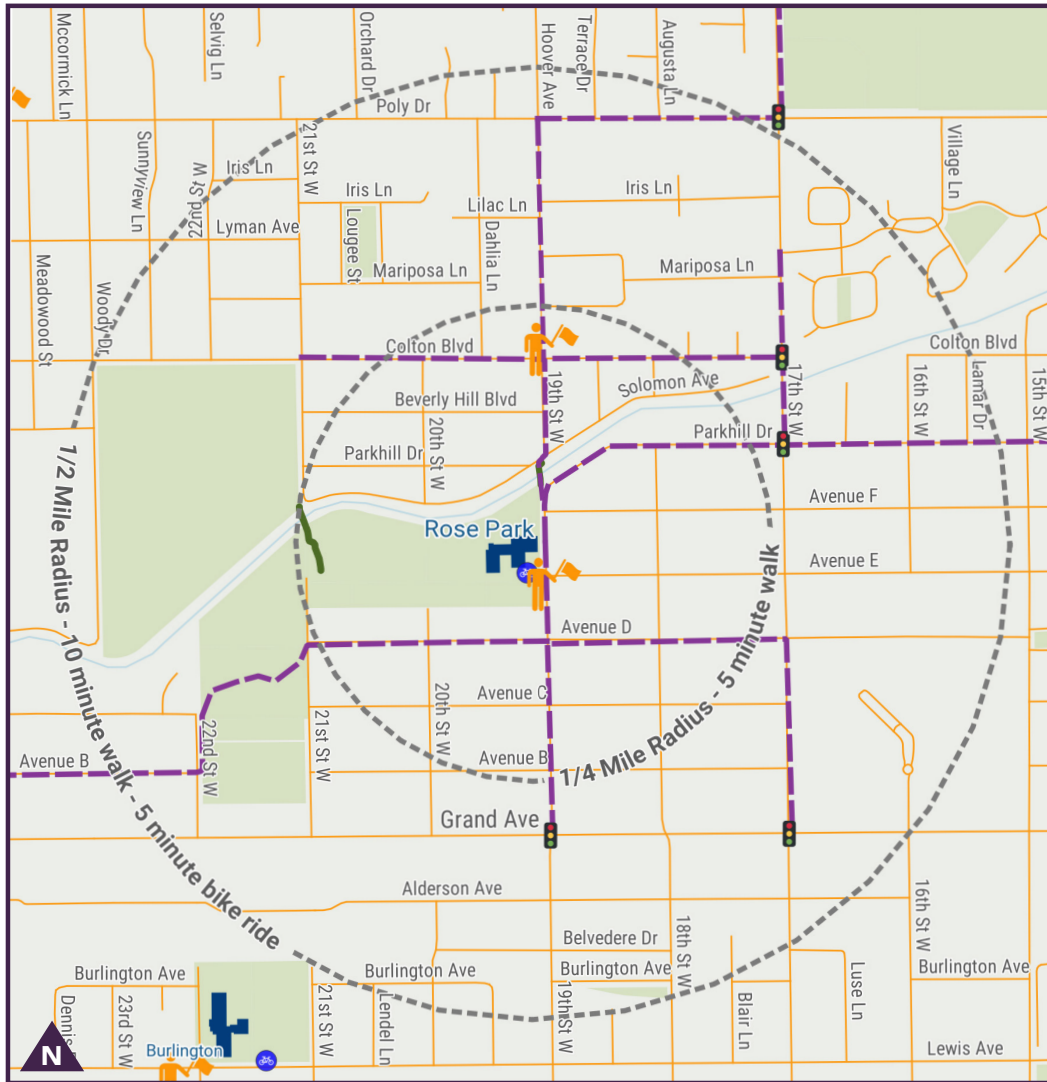 Mccormick Ln
Selvig Ln
Orchard Dr
Hoover Ave
Terrace Dr
Augusta Ln
Poly Dr
Sunnyview Ln
22nd St W
21st St W
Village Ln
Iris Ln
Iris Ln
Iris Ln
Lilac Ln
Lougee St
Lyman Ave
Dahlia Ln
Meadowood St
Mariposa Ln
Mariposa Ln
Woody Dr
Colton Blvd
Colton Blvd
19th St W
Solomon Ave
17th St W
16th St W
Lamar Dr
15th St W
Beverly Hill Blvd
20th St W
Parkhill Dr
Parkhill Dr
Avenue F
Rose Park
Avenue E
Avenue D
Avenue C
20th St W
21st St W
22nd St W
Avenue B
Avenue B
1/4 Mile Radius - 5 minute walk
1/2 Mile Radius - 10 minute walk - 5 minute bike ride
Grand Ave
Alderson Ave
16th St W
18th St W
Belvedere Dr
Burlington Ave
Burlington Ave
Burlington Ave
Burlington Ave
Dennis
23rd St W
21st St W
Lendel Ln
19th St W
Blair Ln
Luse Ln
Burlington
Lewis Ave
N